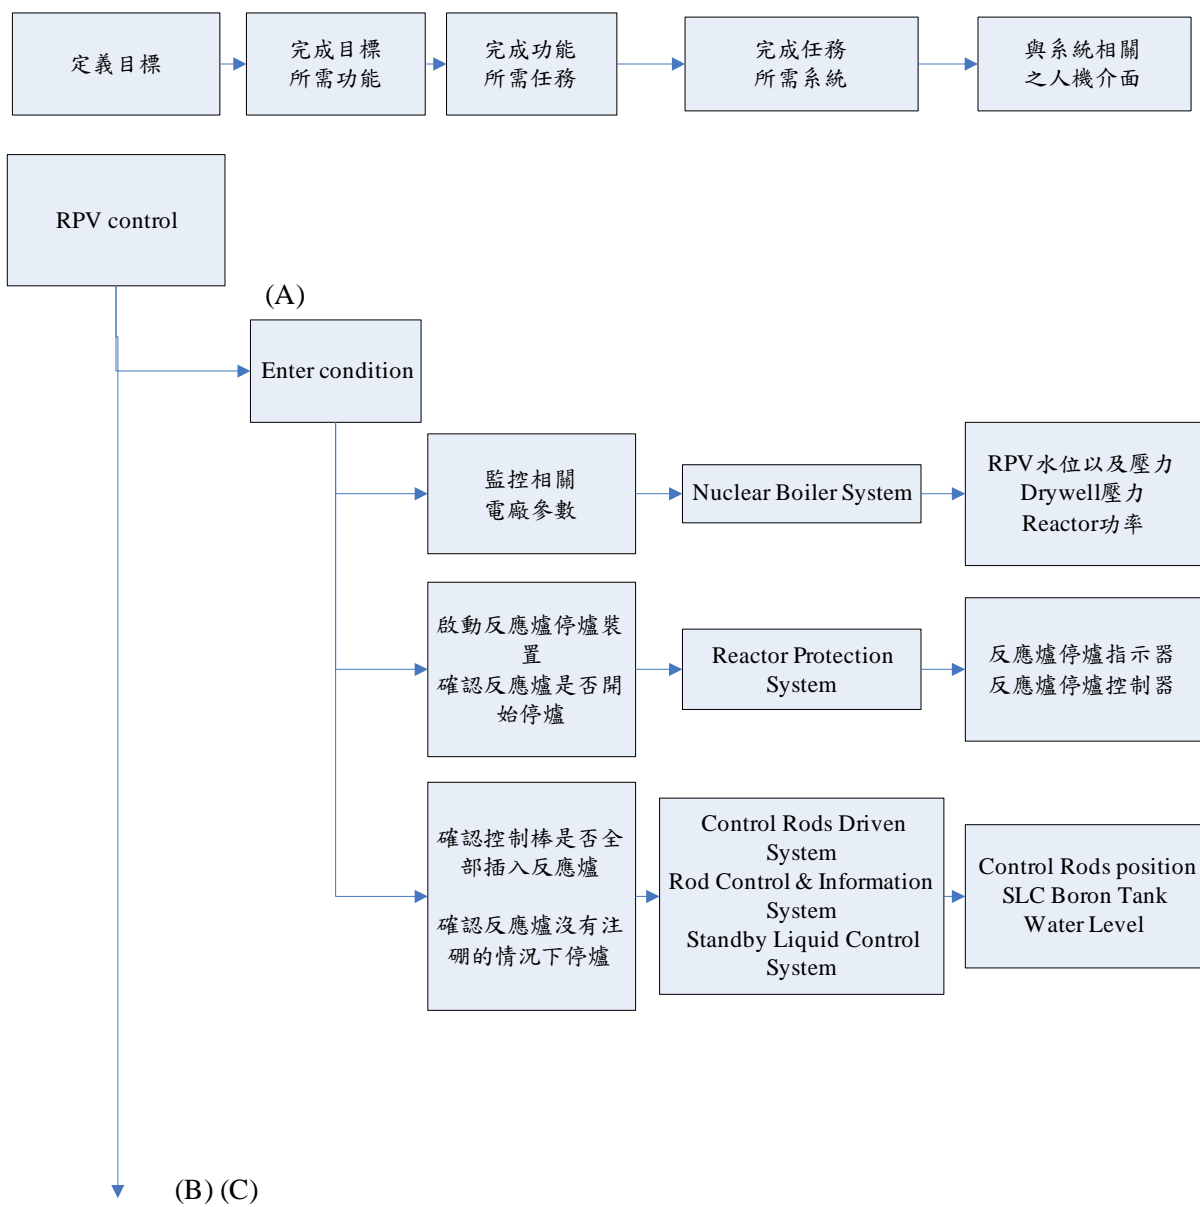 定義目標
完成目標
所需功能
完成功能
所需任務
完成任務
所需系統
與系統相關
之人機介面
RPV control
(A)
Enter condition
監控相關
電廠參數
Nuclear Boiler System
RPV水位以及壓力
Drywell壓力
Reactor功率
啟動反應爐停爐裝
置
確認反應爐是否開
始停爐
Reactor Protection
System
反應爐停爐指示器
反應爐停爐控制器
確認控制棒是否全
部插入反應爐
確認反應爐沒有注
硼的情況下停爐
Control Rods Driven
System
Rod Control & Information
System
Standby Liquid Control
System
Control Rods position
SLC Boron Tank
Water Level
(B) (C)